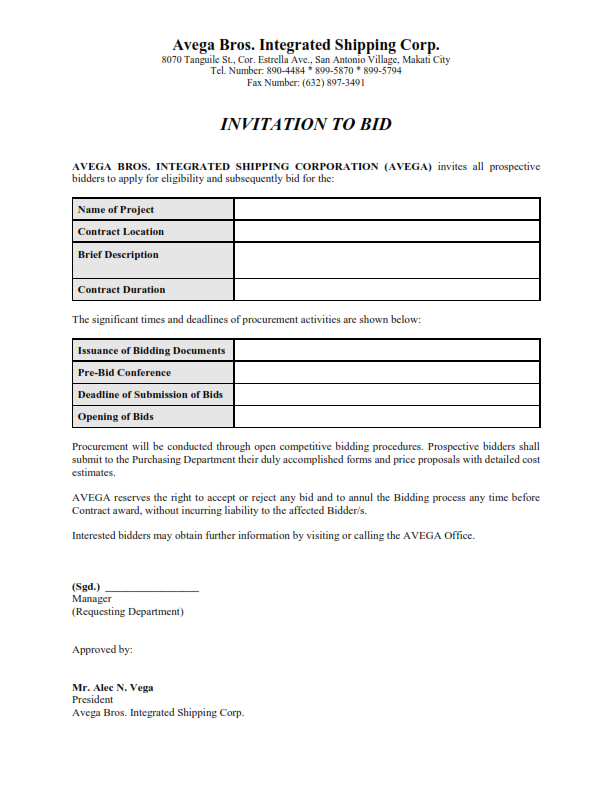 Avega Bros. Integrated Shipping Corp.
8070 Tanguile St., Cor. Estrella Ave., San Antonio Village, Makati City
Tel. Number: 890-4484 * 899-5870 * 899-5794
Fax Number: (632) 897-3491
INVITATION TO BID
AVEGA BROS. INTEGRATED SHIPPING CORPORATION (AVEGA) invites all prospective
bidders to apply for eligibility and subsequently bid for the:
Name of Project
Contract Location
Brief Description
Contract Duration
The significant times and deadlines of procurement activities are shown below:
Issuance of Bidding Documents
Pre-Bid Conference
Deadline of Submission of Bids
Opening of Bids
Procurement will be conducted through open competitive bidding procedures. Prospective bidders shall
submit to the Purchasing Department their duly accomplished forms and price proposals with detailed cost
estimates.
AVEGA reserves the right to accept or reject any bid and to annul the Bidding process any time before
Contract award, without incurring liability to the affected Bidder/s.
Interested bidders may obtain further information by visiting or calling the AVEGA Office.
(Sgd.) _________________
Manager
(Requesting Department)
Approved by:
Mr. Alec N. Vega
President
Avega Bros. Integrated Shipping Corp.